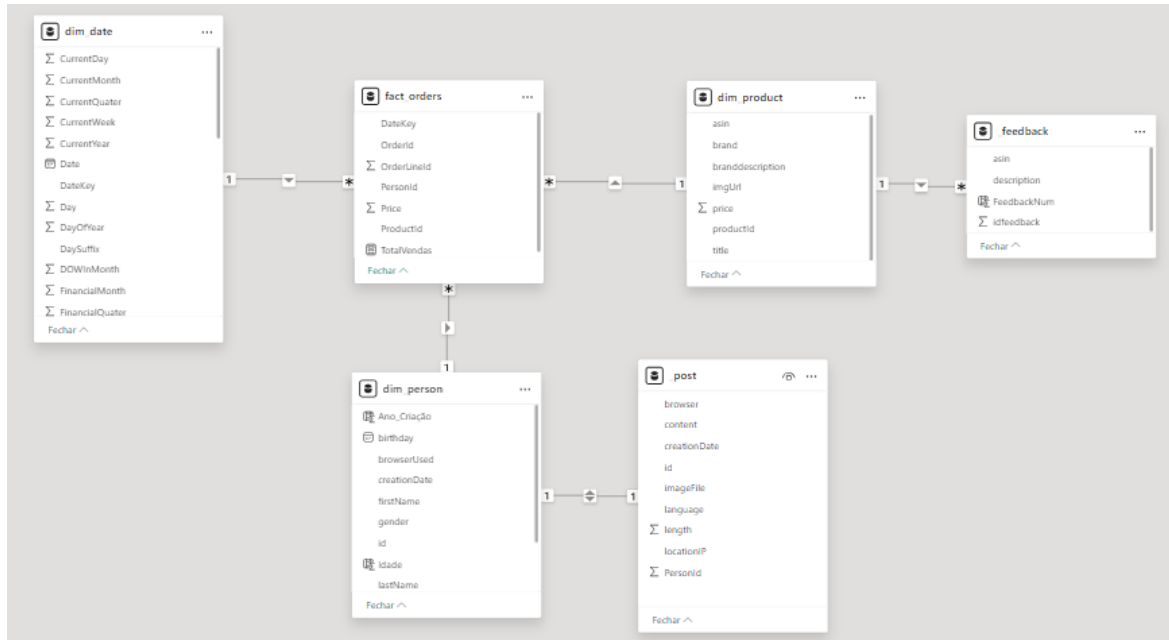 dim_date
CurrentDay
CurrentMonth
CurrentQuater
CurrentWeek
CurrentYear
Date
DateKey
Day
DayOfYear
DaySuffix
DOWInMonth
FinancialMonth
FinancialQuater
Fechar
1
*
fact_orders
DateKey
OrderId
OrderLineId
PersonId
Price
ProductId
TotalVendas
Fechar
*
1
dim_product
asin
brand
branddescription
imgUrl
price
productId
title
Fechar
1
*
_feedback
asin
description
FeedbackNum
idfeedback
Fechar
*
1
dim_person
Ano_Criação
birthday
browserUsed
creationDate
firstName
gender
id
Idade
lastName
Fechar
1
1
_post
browser
content
creationDate
id
imageFile
language
length
locationIP
PersonId
Fechar